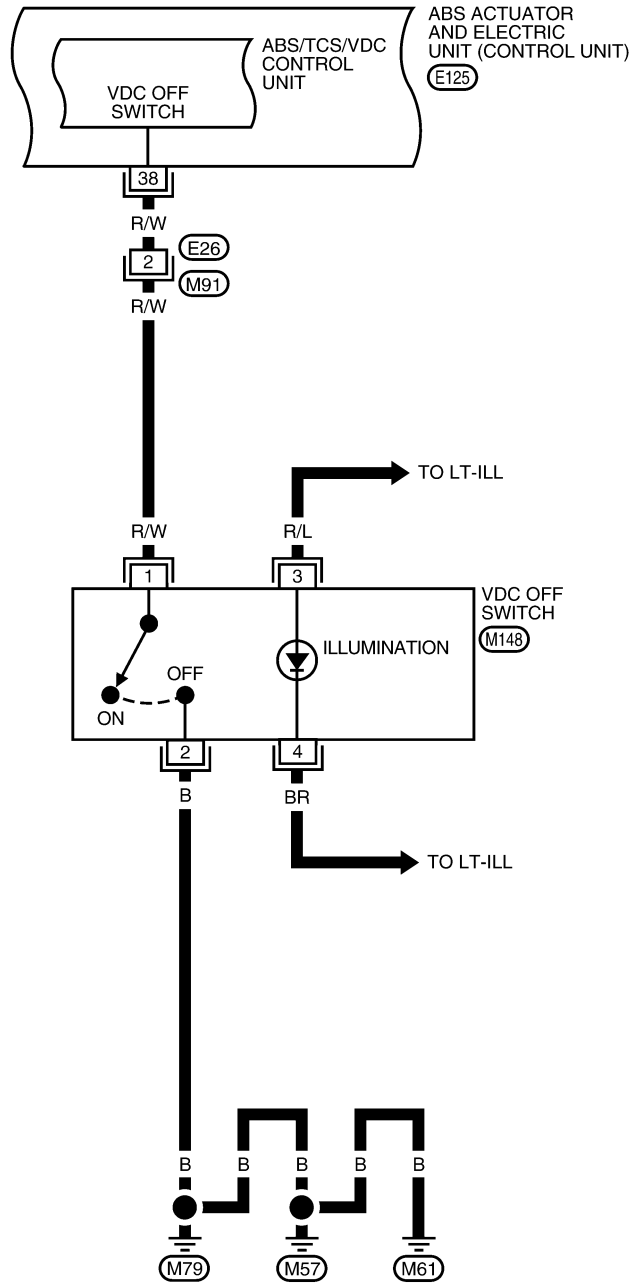 ABS ACTUATOR
AND ELECTRIC
UNIT (CONTROL UNIT)
E125
ABS/TCS/VDC
CONTROL
UNIT
VDC OFF
SWITCH
38
R/W
E26
2
M91
R/W
TO LT-ILL
R/W
R/L
1
3
VDC OFF
SWITCH
M148
ILLUMINATION
OFF
ON
2
4
B
BR
TO LT-ILL
B
B
B
B
B
M79
M57
M61